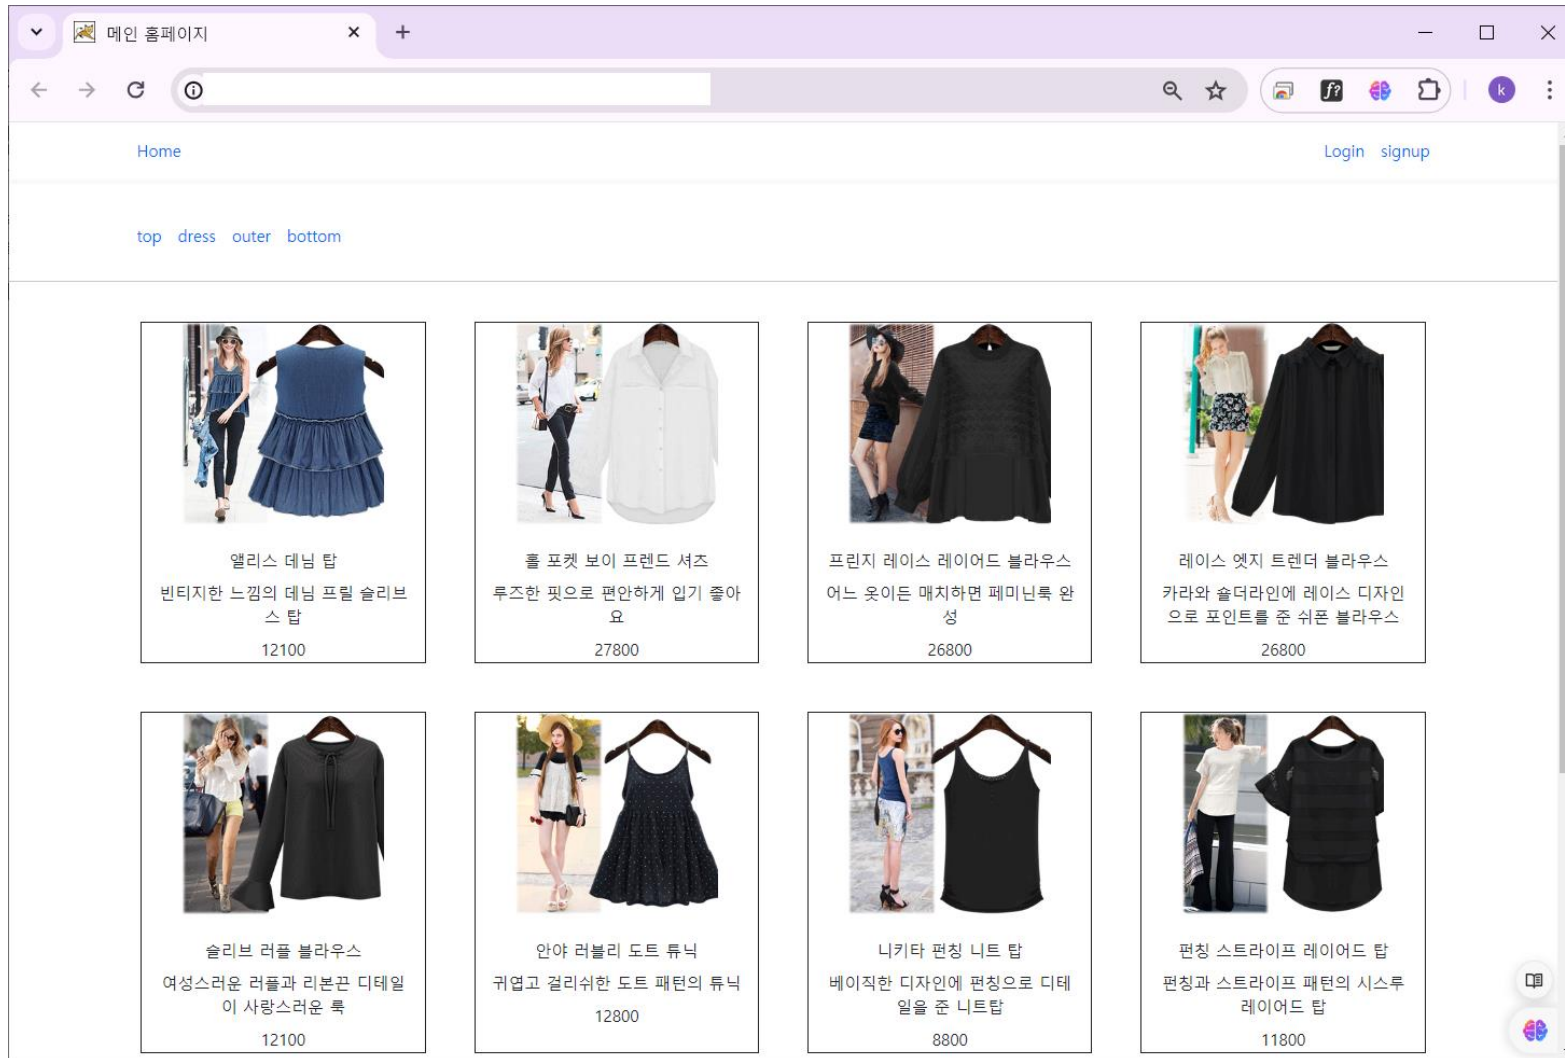 메인 홈페이지
k
Home
Login signup
top dress outer bottom
앨리스 데님 탑
빈티지한 느낌의 데님 프릴 슬리브
스 탑
12100
홀 포켓 보이 프렌드 셔츠
루즈한 핏으로 편안하게 입기 좋아
요
27800
프린지 레이스 레이어드 블라우스
어느 옷이든 매치하면 페미닌룩 완
성
26800
레이스 엣지 트렌더 블라우스
카라와 숄더라인에 레이스 디자인
으로 포인트를 준 쉬폰 블라우스
26800
슬리브 러플 블라우스
여성스러운 러플과 리본끈 디테일
이 사랑스러운 룩
12100
안야 러블리 도트 튜닉
귀엽고 걸리쉬한 도트 패턴의 튜닉
12800
니키타 펀칭 니트 탑
베이직한 디자인에 펀칭으로 디테
일을 준 니트탑
8800
펀칭 스트라이프 레이어드 탑
펀칭과 스트라이프 패턴의 시스루
레이어드 탑
11800